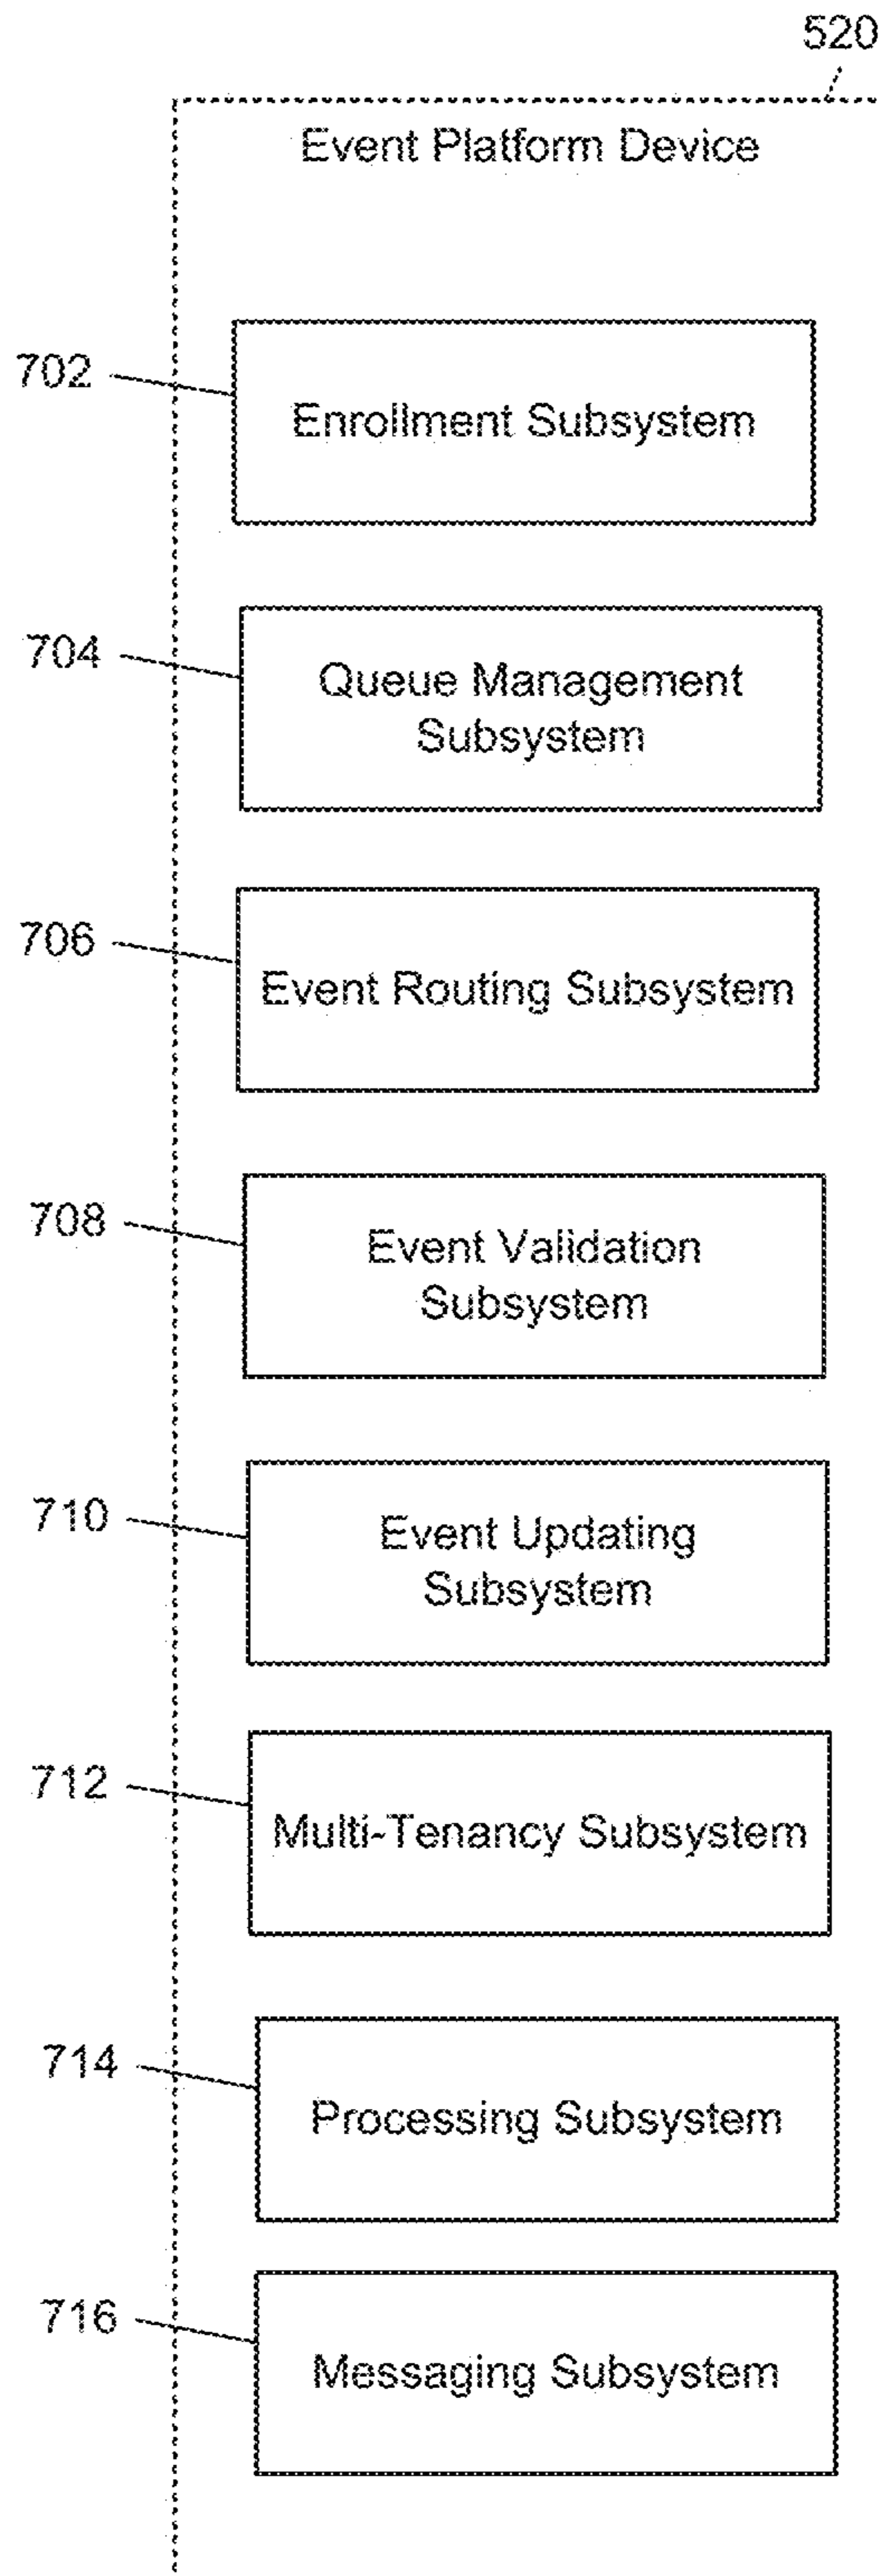 520
Event Platform Device
702
Enrollment Subsystem
704
Queue Management
Subsystem
706
Event Routing Subsystem
708
Event Validation
Subsystem
710
Event Updating
Subsystem
712
Multi-Tenancy Subsystem
714
Processing Subsystem
716
Messaging Subsystem